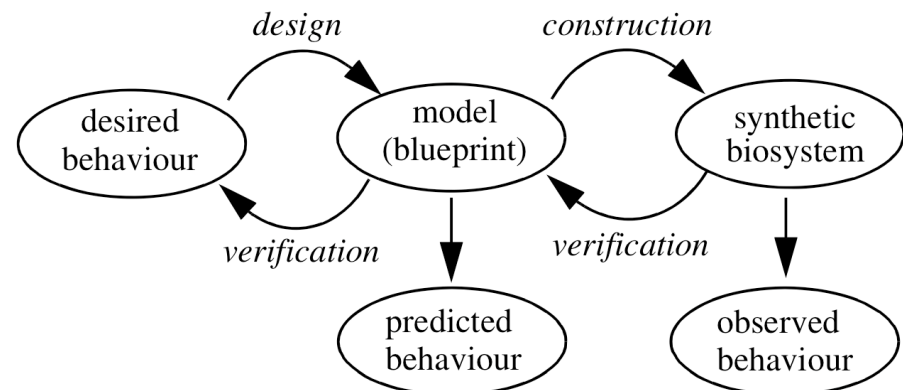 design
construction
desired
behaviour
model
(blueprint)
synthetic
biosystem
verification
verification
predicted
behaviour
observed
behaviour